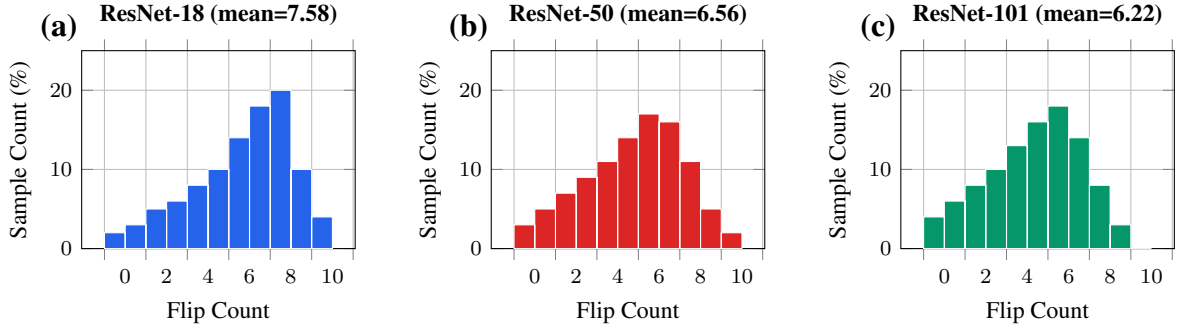 (a) ResNet-18 (mean=7.58)
Sample Count (%)
20
10
0
0 2 4 6 8 10
Flip Count
(b) ResNet-50 (mean=6.56)
Sample Count (%)
20
10
0
0 2 4 6 8 10
Flip Count
(c) ResNet-101 (mean=6.22)
Sample Count (%)
20
10
0
0 2 4 6 8 10
Flip Count